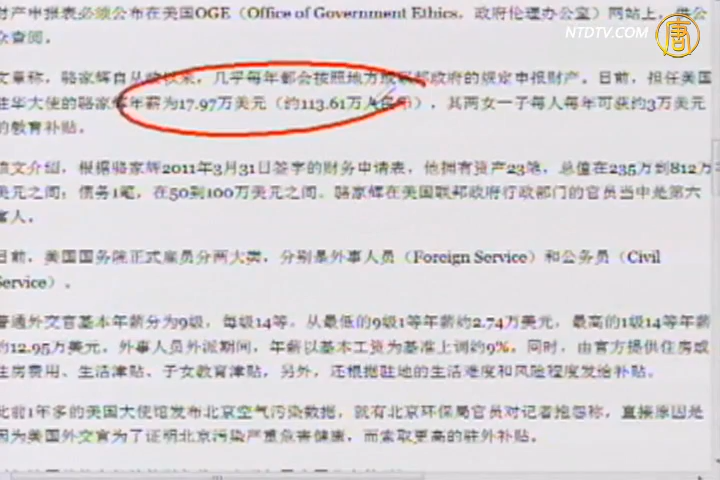 财产申报表必须公布在美国OGE（Office of Government Ethics，政府伦理办公室）网站上，供公
众查阅。
NTDTV.COM
唐
文章称，骆家辉自从政以来，几乎每年都会按照地方或联邦政府的规定申报财产。目前，担任美国
驻华大使的骆家辉年薪为17.97万美元（约113.61万人民币），其两女一子每人每年可获约3万美元
的教育补贴。
该文介绍，根据骆家辉2011年3月31日签字的财务申请表，他拥有资产23笔，总值在235万到812万
美元之间，债务1笔，在50到100万美元之间。骆家辉在美国联邦政府行政部门的官员当中是第六
富人。
目前，美国国务院正式雇员分两大类，分别是外事人员（Foreign Service）和公务员（Civil
Service）。
普通外交官基本年薪分为9级，每级14等。从最低的9级1等年薪约2.74万美元，最高的1级14等年薪
约12.95万美元，外事人员外派期间，年薪以基本工资为基准上调约9%。同时，由官方提供住房或
住房费用、生活津贴、子女教育津贴，另外，还根据驻地的生活难度和风险程度发给补贴。
此前1年多的美国大使馆发布北京空气污染数据，就有北京环保局官员对记者抱怨称，直接原因是
因为美国外交官为了证明北京污染严重危害健康，而索取更高的驻外补贴。